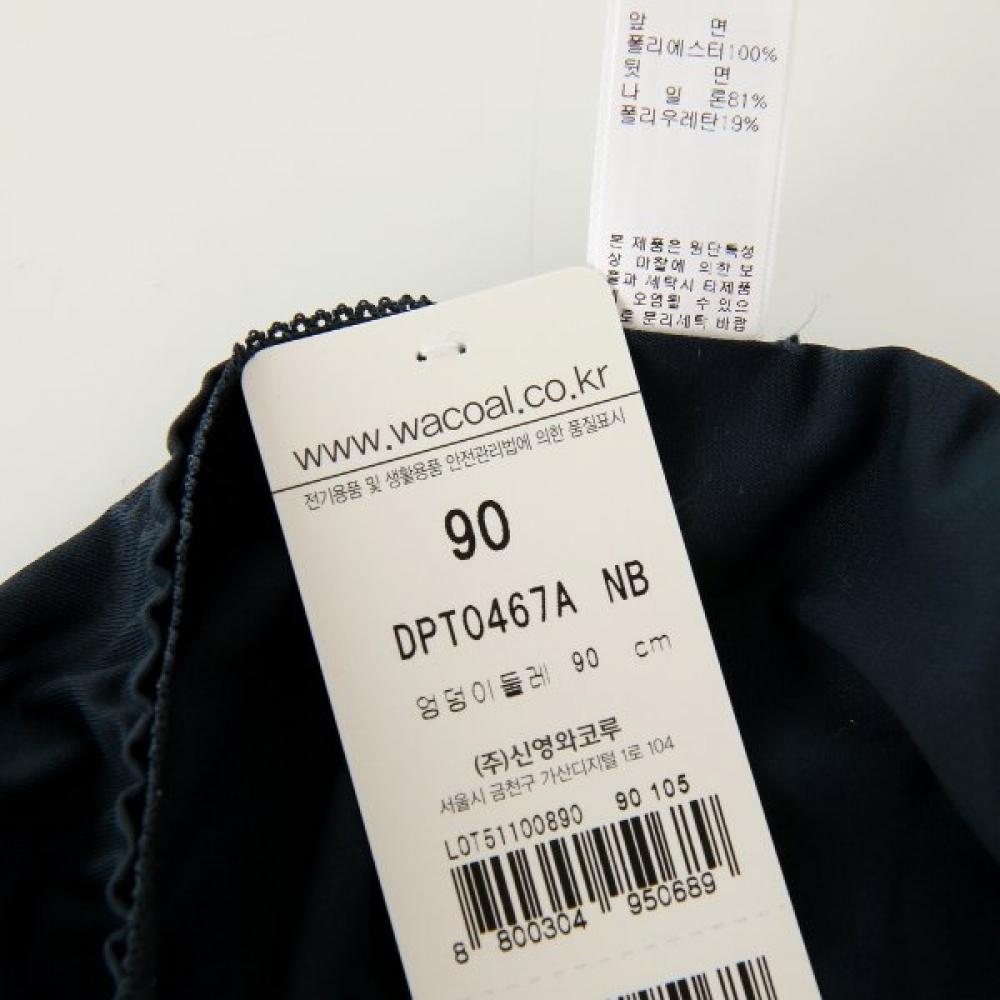 앞 면
폴리에스터100%
뒷 면
나 일 론81%
폴리우레탄19%
본 제품은 원단특성
상 마찰에 의한 보
풀과 세탁시 타제품
오염될 수 있으
로 분리세탁 바랍
www.wacoal.co.kr
전기용품 및 생활용품 안전관리법에 의한 품질표시
90
DPT0467A NB
엉덩이둘레 90 cm
(주)신영와코루
서울시 금천구 가산디지털 1로 104
LOT51100890 90 105
8 800304 950689